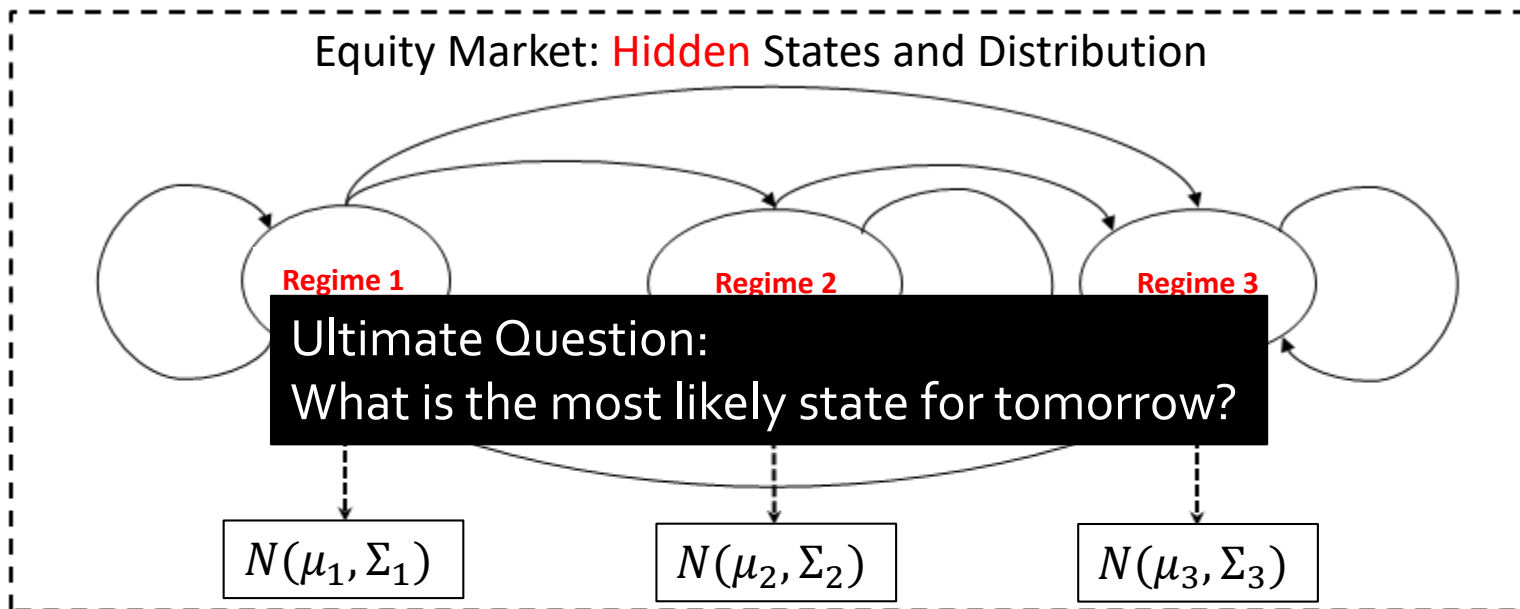 Equity Market: Hidden States and Distribution
Regime 1
Regime 2
Regime 3
Ultimate Question:
What is the most likely state for tomorrow?
N(μ₁, Σ₁)
N(μ₂, Σ₂)
N(μ₃, Σ₃)